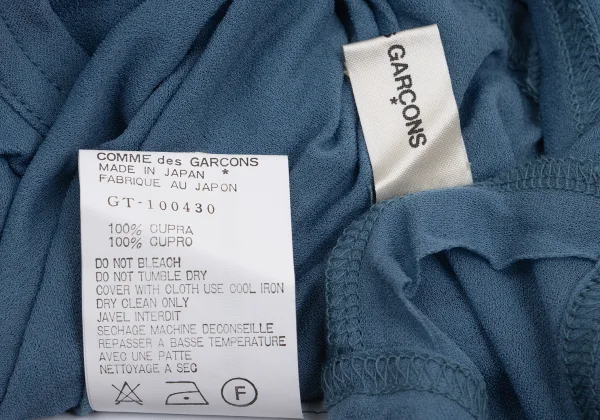 COMME des GARCONS
MADE IN JAPAN *
FABRIQUE AU JAPON
GT-100430
100% CUPRA
100% CUPRO
DO NOT BLEACH
DO NOT TUMBLE DRY
COVER WITH CLOTH USE COOL IRON
DRY CLEAN ONLY
JAVEL INTERDIT
SECHAGE MACHINE DECONSEILLE
REPASSER A BASSE TEMPERATURE
AVEC UNE PATTE
NETTOYAGE A SEC
F
GARÇONS
*